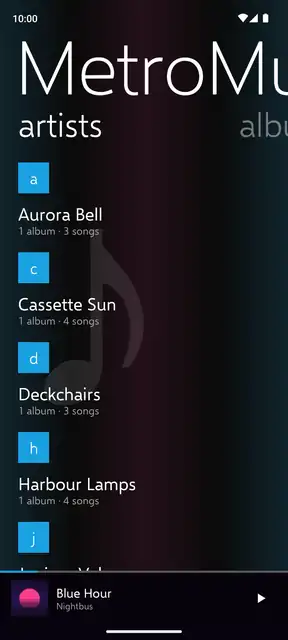 10:00
MetroMu
artists
albu
a
Aurora Bell
1 album · 3 songs
c
Cassette Sun
1 album · 4 songs
d
Deckchairs
1 album · 3 songs
h
Harbour Lamps
1 album · 4 songs
j
Blue Hour
Nightbus